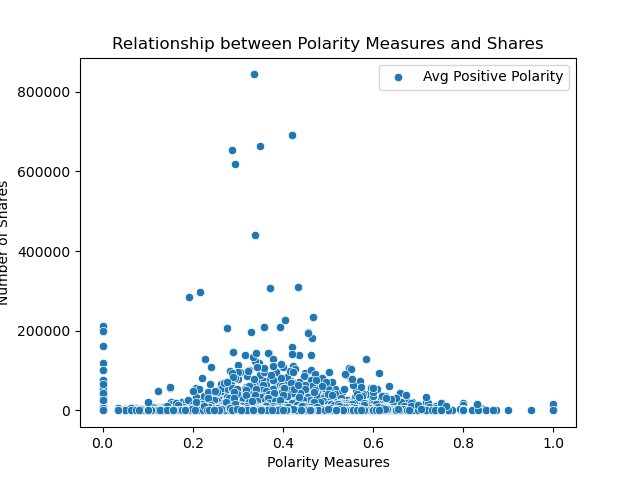 Relationship between Polarity Measures and Shares
Avg Positive Polarity
Number of Shares
800000
600000
400000
200000
0
0.0 0.2 0.4 0.6 0.8 1.0
Polarity Measures